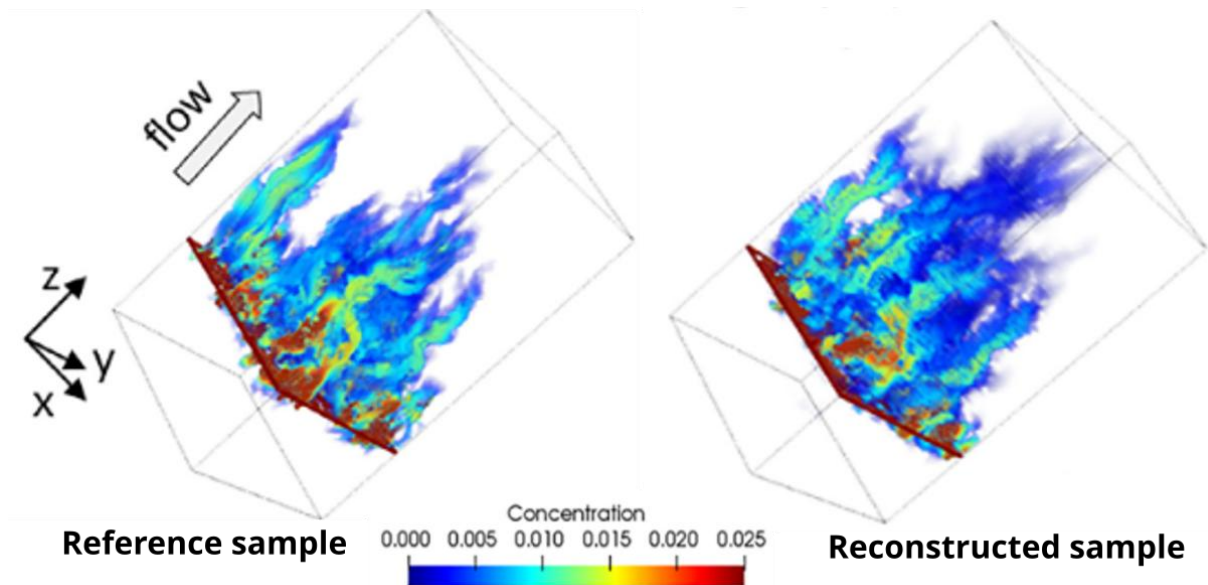 flow
z
y
x
Concentration
0.000 0.005 0.010 0.015 0.020 0.025
Reference sample
Reconstructed sample